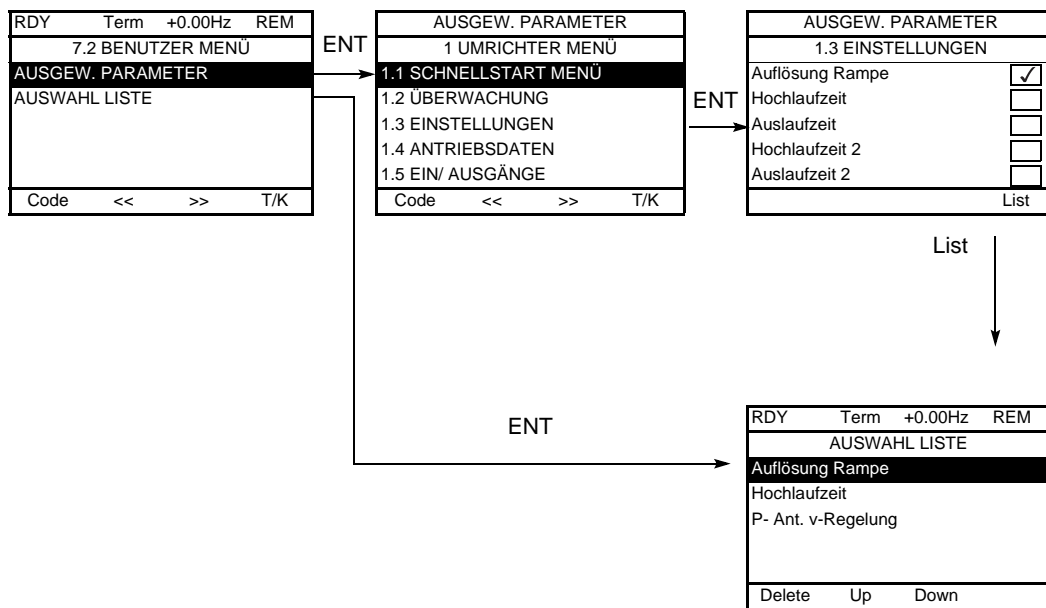 RDY Term +0.00Hz REM
7.2 BENUTZER MENÜ
AUSGEW. PARAMETER
AUSWAHL LISTE
Code << >> T/K
ENT
AUSGEW. PARAMETER
1 UMRICHTER MENÜ
1.1 SCHNELLSTART MENÜ
1.2 ÜBERWACHUNG
1.3 EINSTELLUNGEN
1.4 ANTRIEBSDATEN
1.5 EIN/ AUSGÄNGE
Code << >> T/K
ENT
AUSGEW. PARAMETER
1.3 EINSTELLUNGEN
Auflösung Rampe ✓
Hochlaufzeit
Auslaufzeit
Hochlaufzeit 2
Auslaufzeit 2
List
List
ENT
RDY Term +0.00Hz REM
AUSWAHL LISTE
Auflösung Rampe
Hochlaufzeit
P- Ant. v-Regelung
Delete Up Down